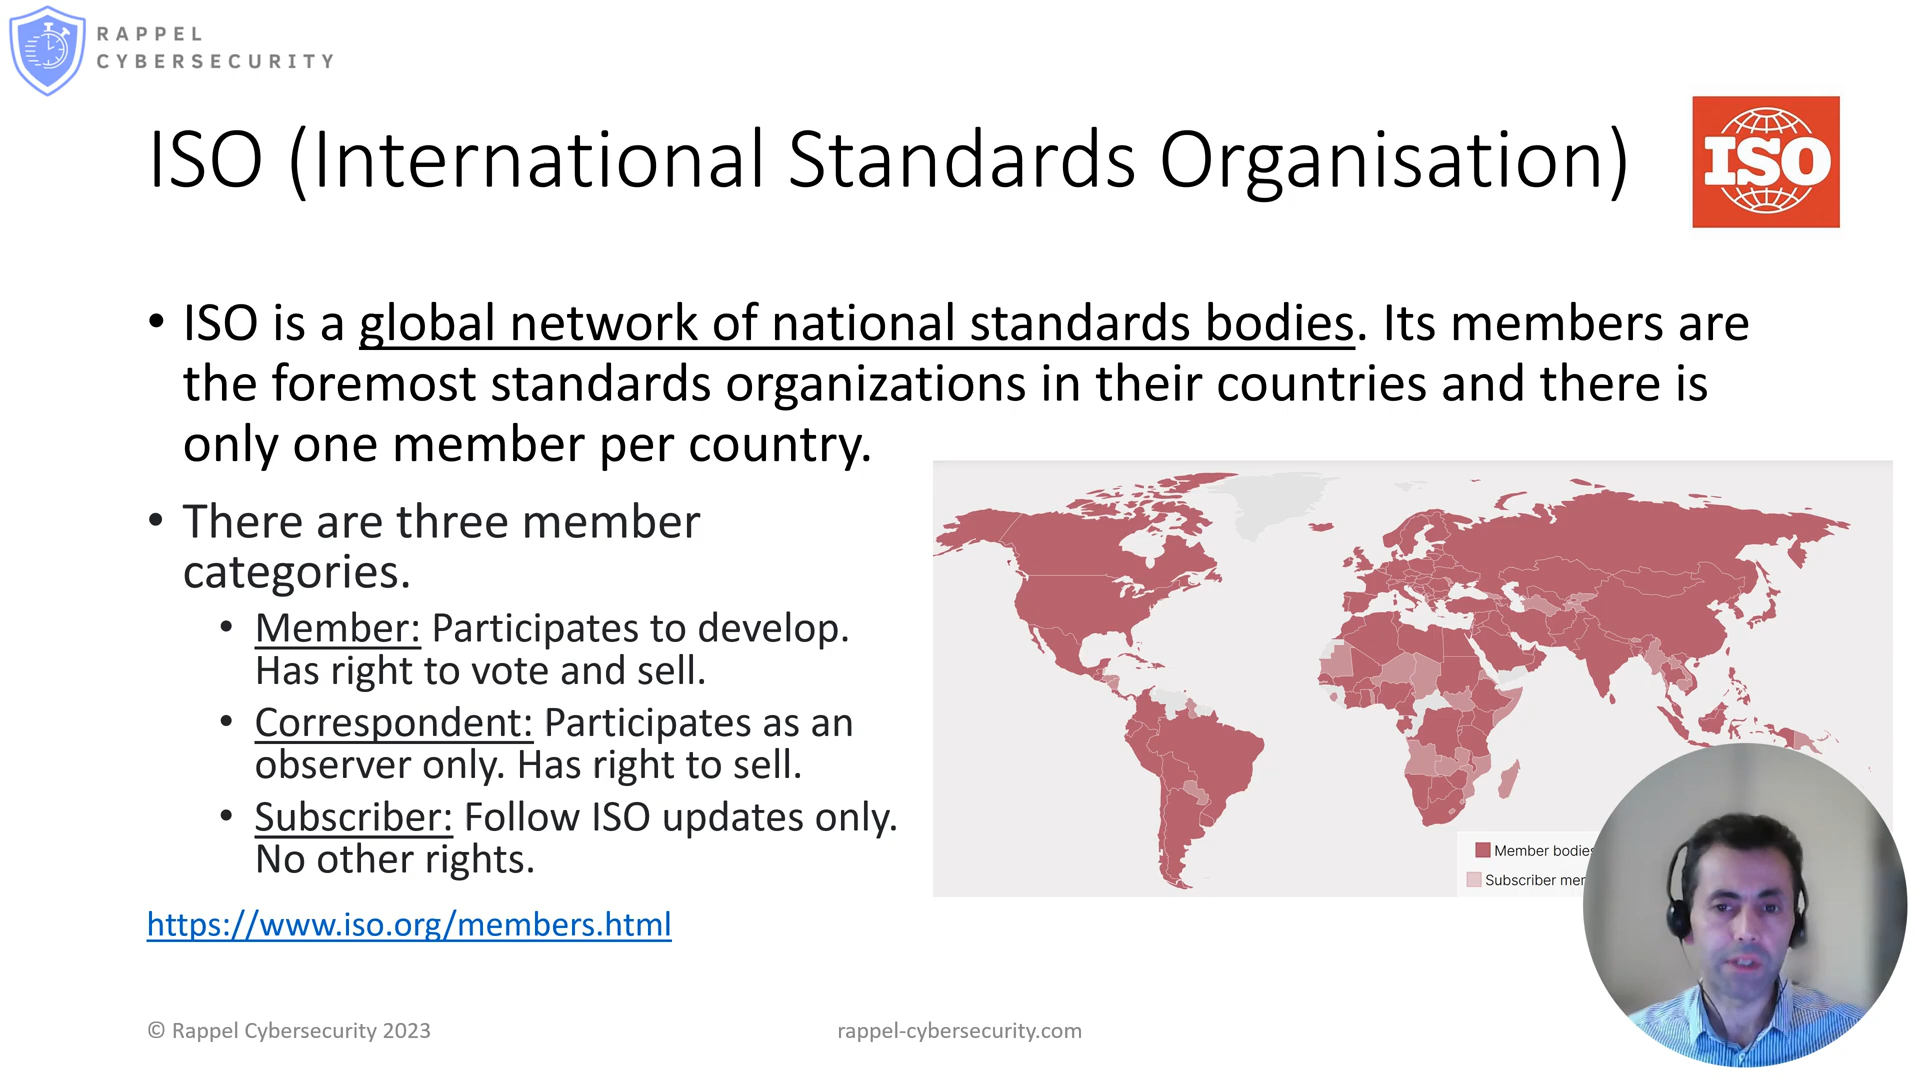 RAPPEL
CYBERSECURITY
ISO (International Standards Organisation)
ISO
• ISO is a global network of national standards bodies. Its members are
the foremost standards organizations in their countries and there is
only one member per country.
• There are three member
categories.
• Member: Participates to develop.
Has right to vote and sell.
• Correspondent: Participates as an
observer only. Has right to sell.
• Subscriber: Follow ISO updates only.
No other rights.
https://www.iso.org/members.html
Member bodies
Subscriber mem
© Rappel Cybersecurity 2023
rappel-cybersecurity.com